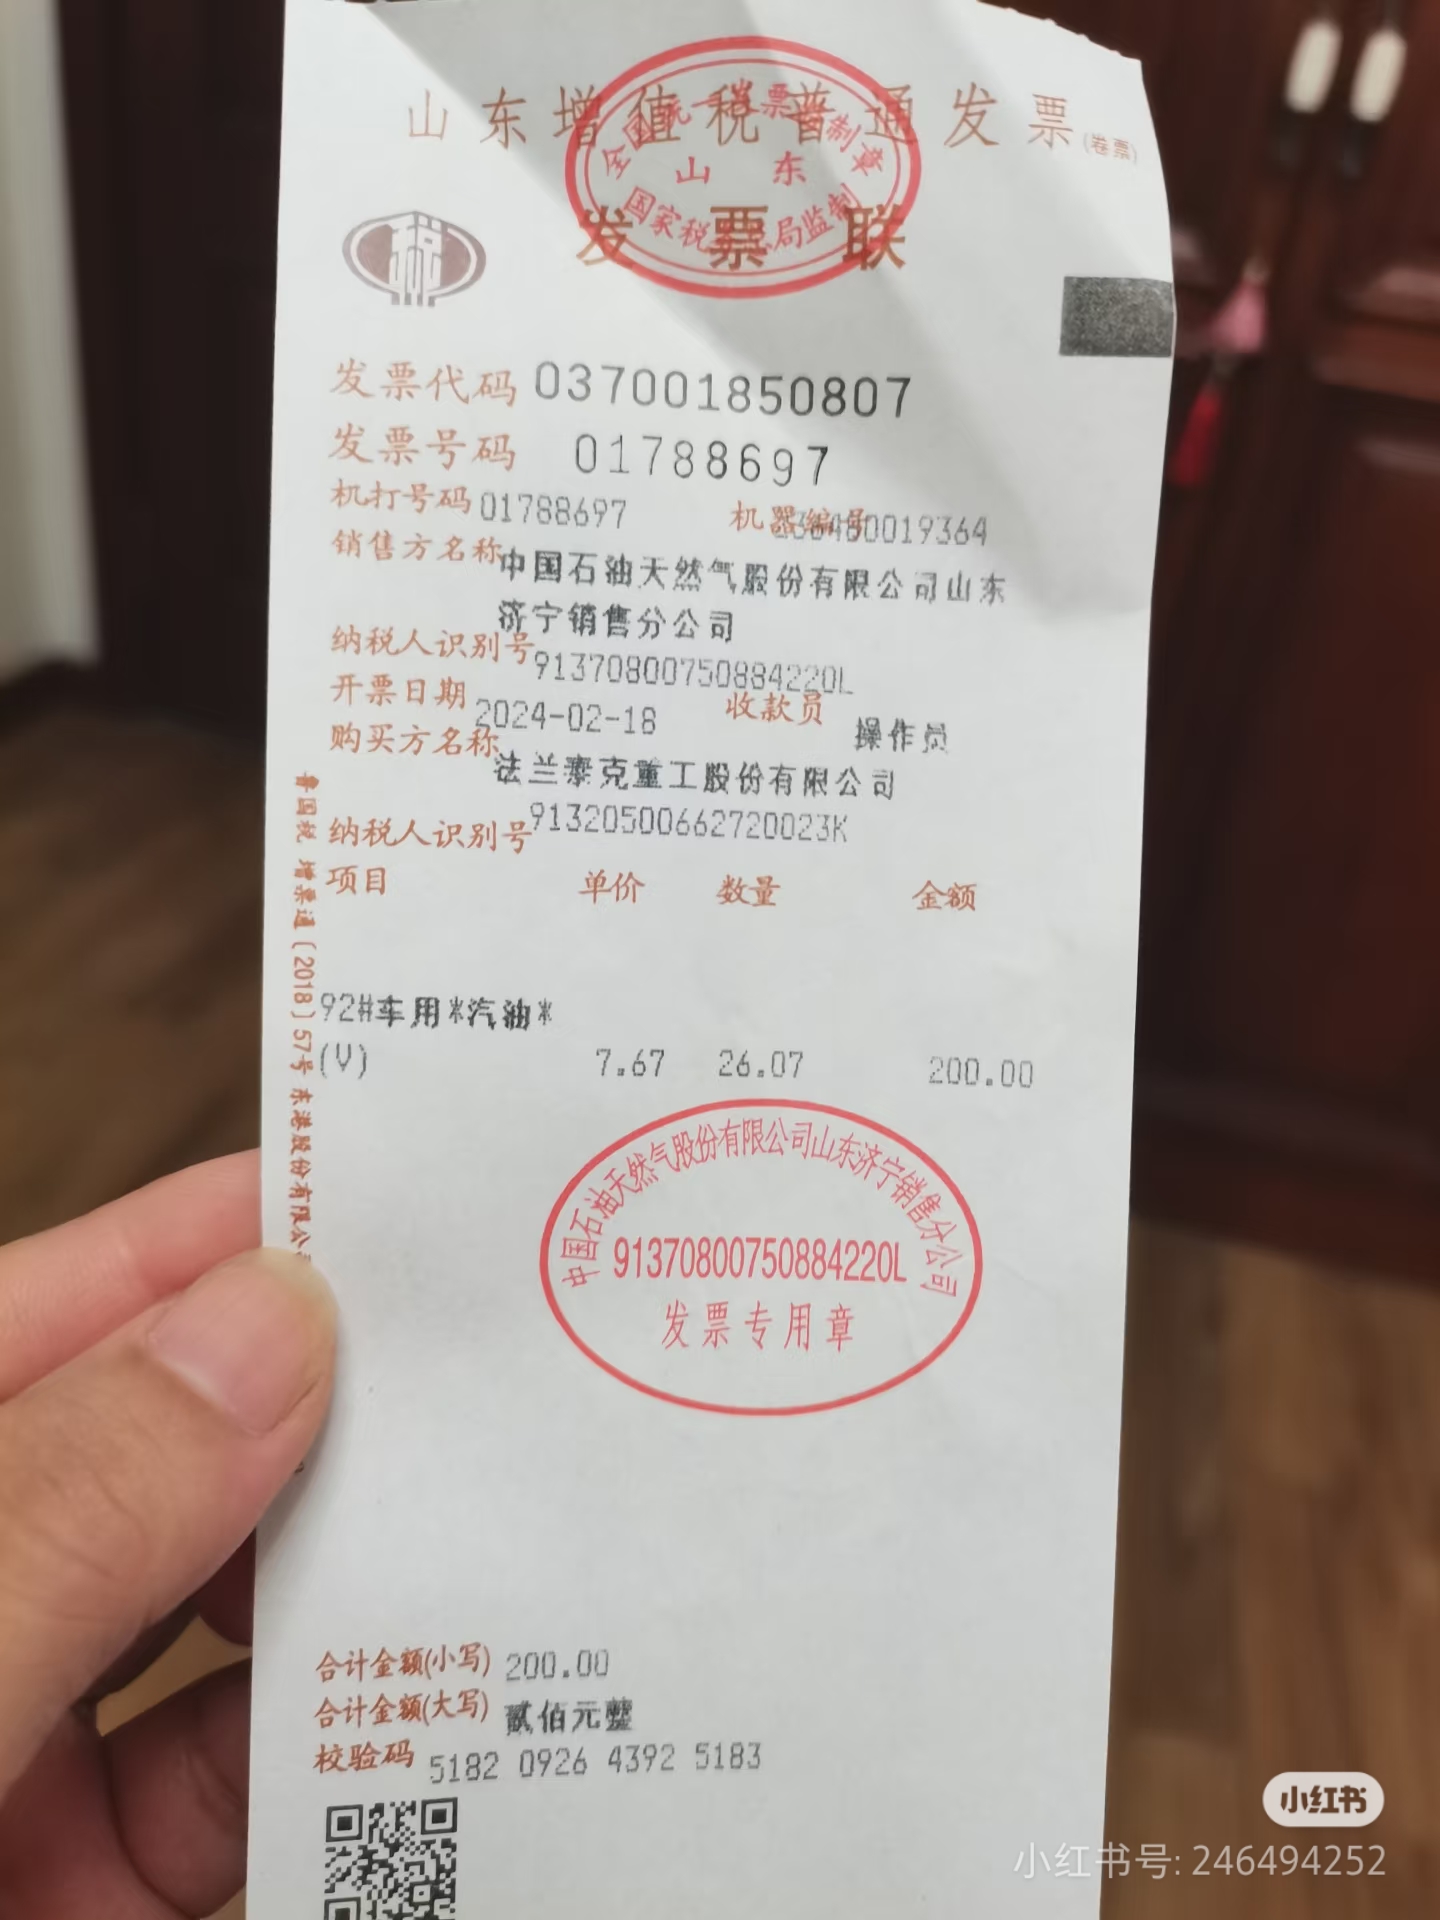 山东增值税普通发票(卷票)
全国统一发票监制章
山东
国家税务总局监制
发票联
税
发票代码 037001850807
发票号码 01788697
机打号码 01788697 机器编号 0019364
销售方名称 中国石油天然气股份有限公司山东
济宁销售分公司
纳税人识别号 91370800750884220L
开票日期 2024-02-18 收款员 操作员
购买方名称 法兰泰克重工股份有限公司
纳税人识别号 91320500662720023K
项目 单价 数量 金额
92#车用*汽油*
(V) 7.67 26.07 200.00
鲁国税 增票通〔2018〕57号 东港股份有限公司
中国石油天然气股份有限公司山东济宁销售分公司
91370800750884220L
发票专用章
合计金额(小写) 200.00
合计金额(大写) 贰佰元整
校验码 5182 0926 4392 5183
小红书
小红书号: 246494252